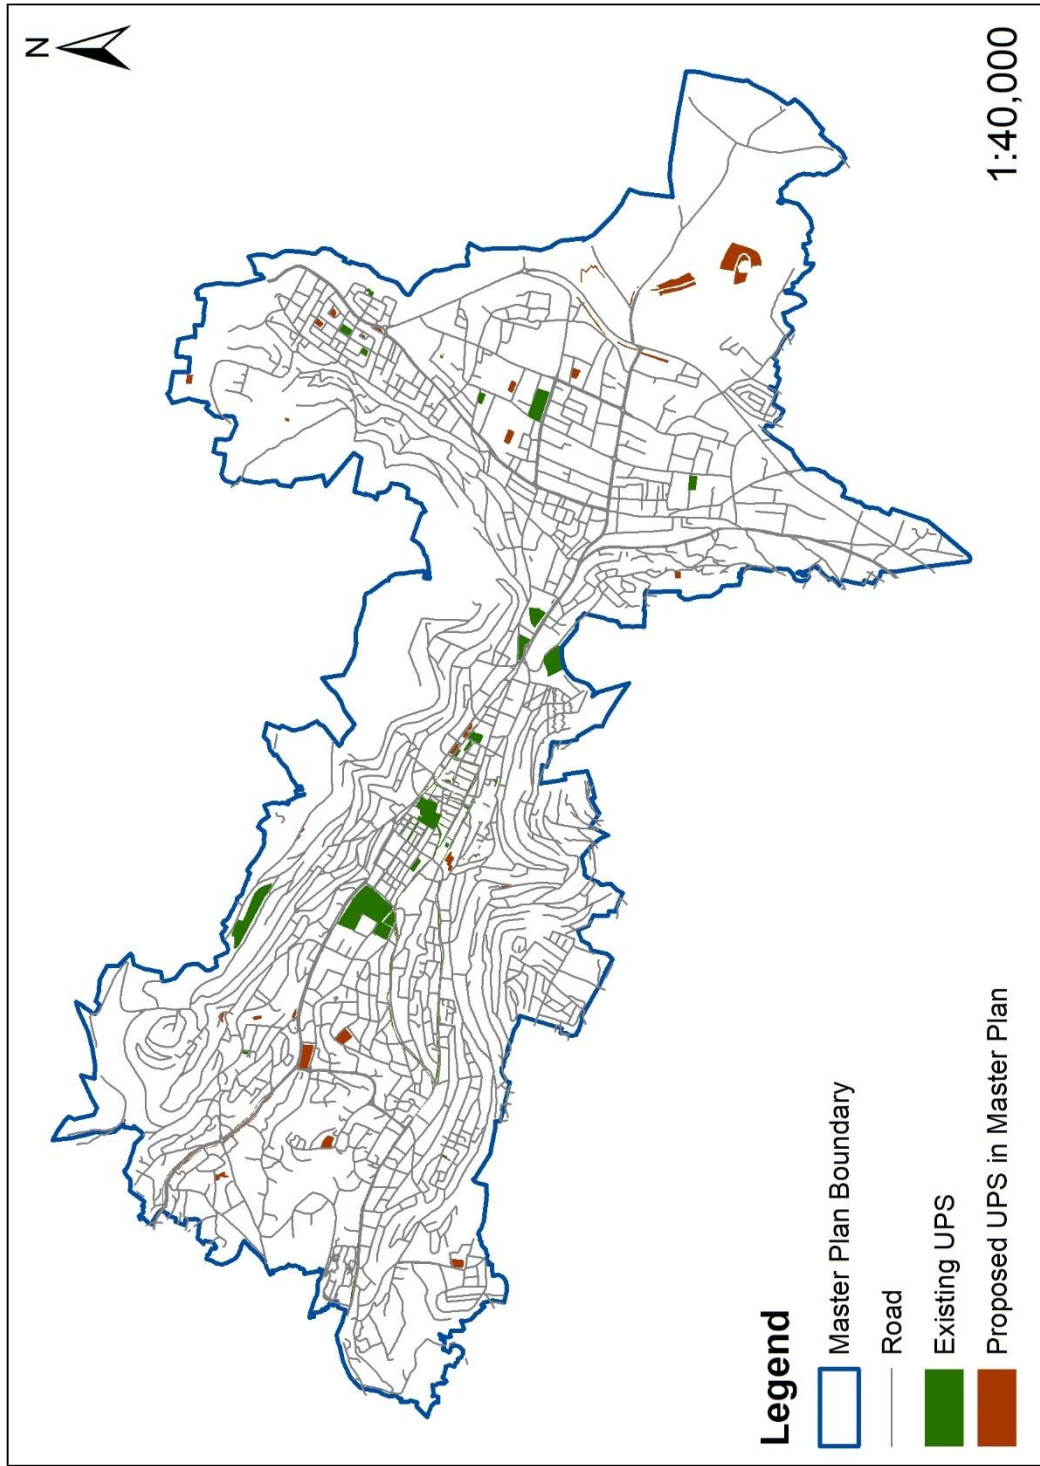 N
1:40,000
Legend
Master Plan Boundary
Road
Existing UPS
Proposed UPS in Master Plan